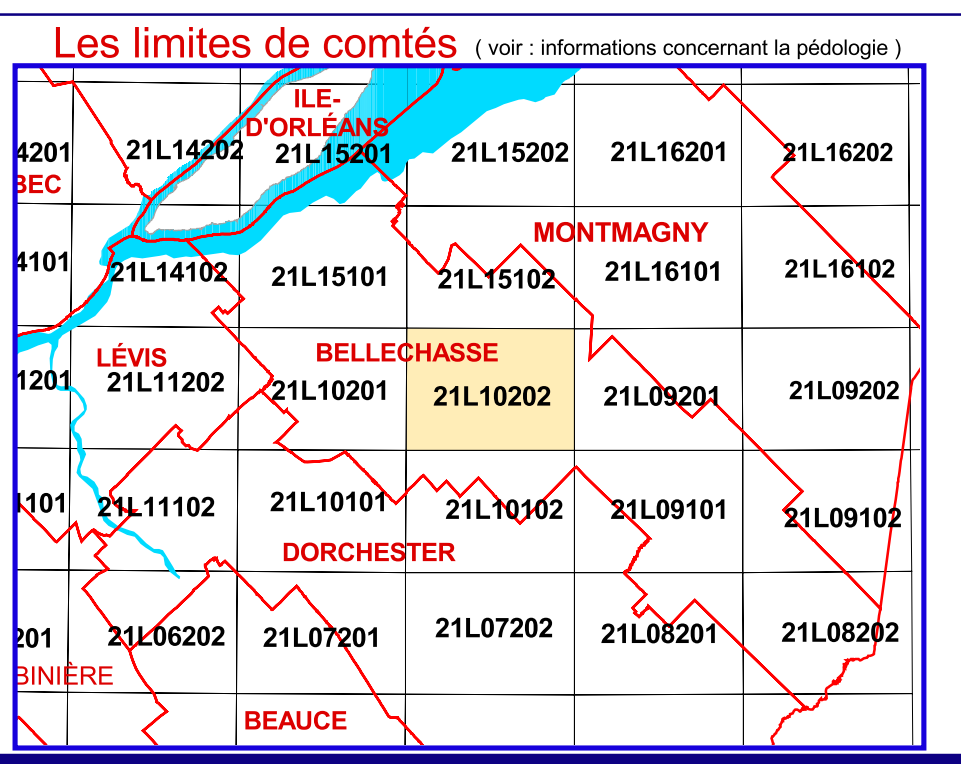 Les limites de comtés ( voir : informations concernant la pédologie )
ILE-
D'ORLÉANS
4201 21L14202 21L15201 21L15202 21L16201 21L16202
BEC
MONTMAGNY
4101 21L14102 21L15101 21L15102 21L16101 21L16102
LÉVIS BELLECHASSE
1201 21L11202 21L10201 21L10202 21L09201 21L09202
1101 21L11102 21L10101 21L10102 21L09101 21L09102
DORCHESTER
201 21L06202 21L07201 21L07202 21L08201 21L08202
BINIÈRE
BEAUCE